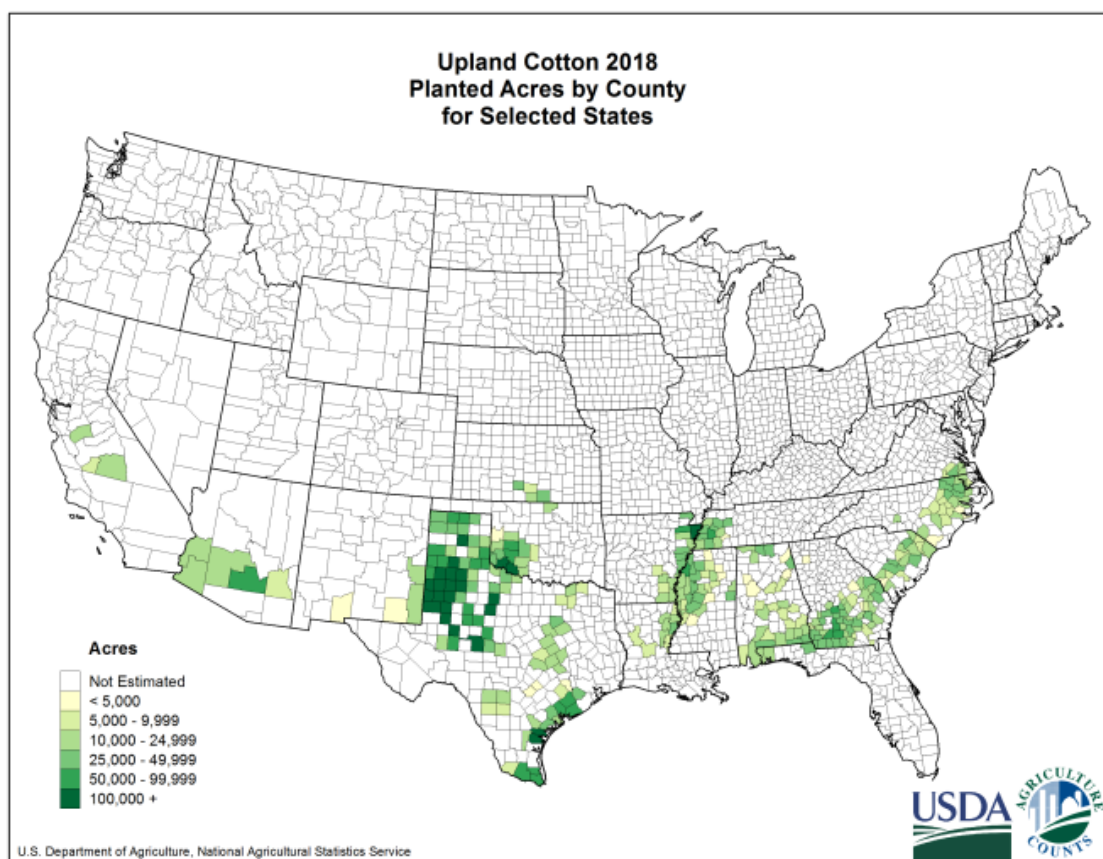 Upland Cotton 2018
Planted Acres by County
for Selected States
Acres
Not Estimated
< 5,000
5,000 - 9,999
10,000 - 24,999
25,000 - 49,999
50,000 - 99,999
100,000 +
USDA
AGRICULTURE
COUNTS
U.S. Department of Agriculture, National Agricultural Statistics Service